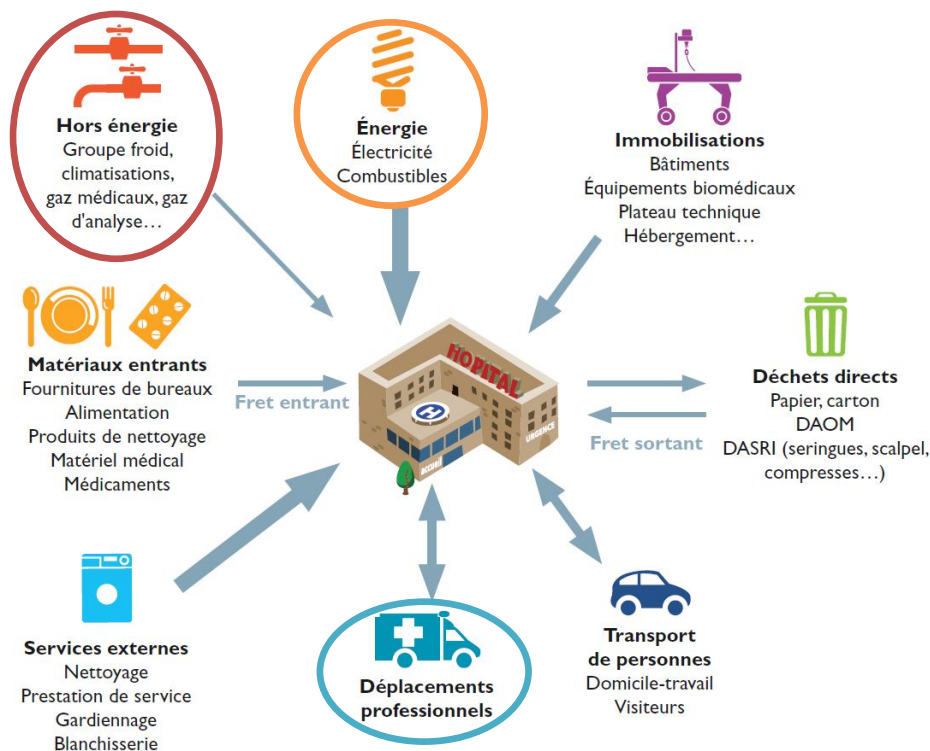 Hors énergie
Groupe froid,
climatisations,
gaz médicaux, gaz
d'analyse…
Énergie
Électricité
Combustibles
Immobilisations
Bâtiments
Équipements biomédicaux
Plateau technique
Hébergement…
Matériaux entrants
Fournitures de bureaux
Alimentation
Produits de nettoyage
Matériel médical
Médicaments
Fret entrant
HOPITAL
H
URGENCE
accueil
Fret sortant
Déchets directs
Papier, carton
DAOM
DASRI (seringues, scalpel,
compresses…)
Services externes
Nettoyage
Prestation de service
Gardiennage
Blanchisserie
Déplacements
professionnels
Transport
de personnes
Domicile-travail
Visiteurs